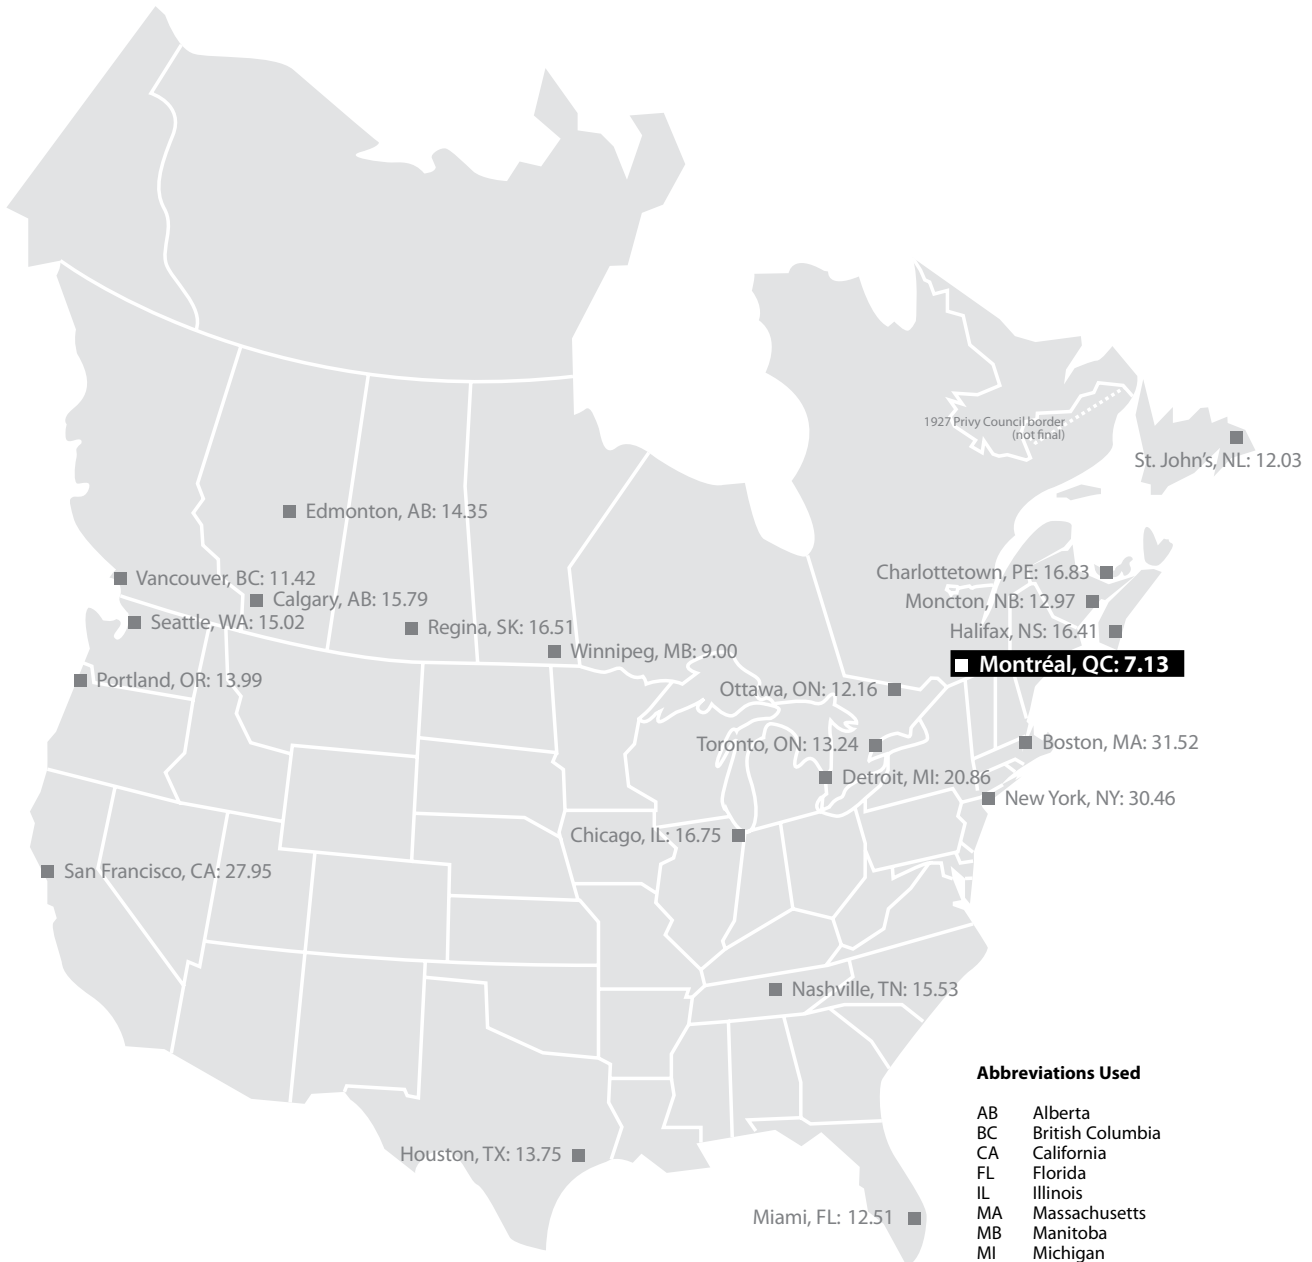 1927 Privy Council border
(not final)
St. John's, NL: 12.03
Edmonton, AB: 14.35
Vancouver, BC: 11.42
Charlottetown, PE: 16.83
Calgary, AB: 15.79
Moncton, NB: 12.97
Seattle, WA: 15.02
Regina, SK: 16.51
Halifax, NS: 16.41
Winnipeg, MB: 9.00
Montréal, QC: 7.13
Portland, OR: 13.99
Ottawa, ON: 12.16
Toronto, ON: 13.24
Boston, MA: 31.52
Detroit, MI: 20.86
New York, NY: 30.46
Chicago, IL: 16.75
San Francisco, CA: 27.95
Nashville, TN: 15.53
Houston, TX: 13.75
Miami, FL: 12.51
Abbreviations Used
AB Alberta
BC British Columbia
CA California
FL Florida
IL Illinois
MA Massachusetts
MB Manitoba
MI Michigan